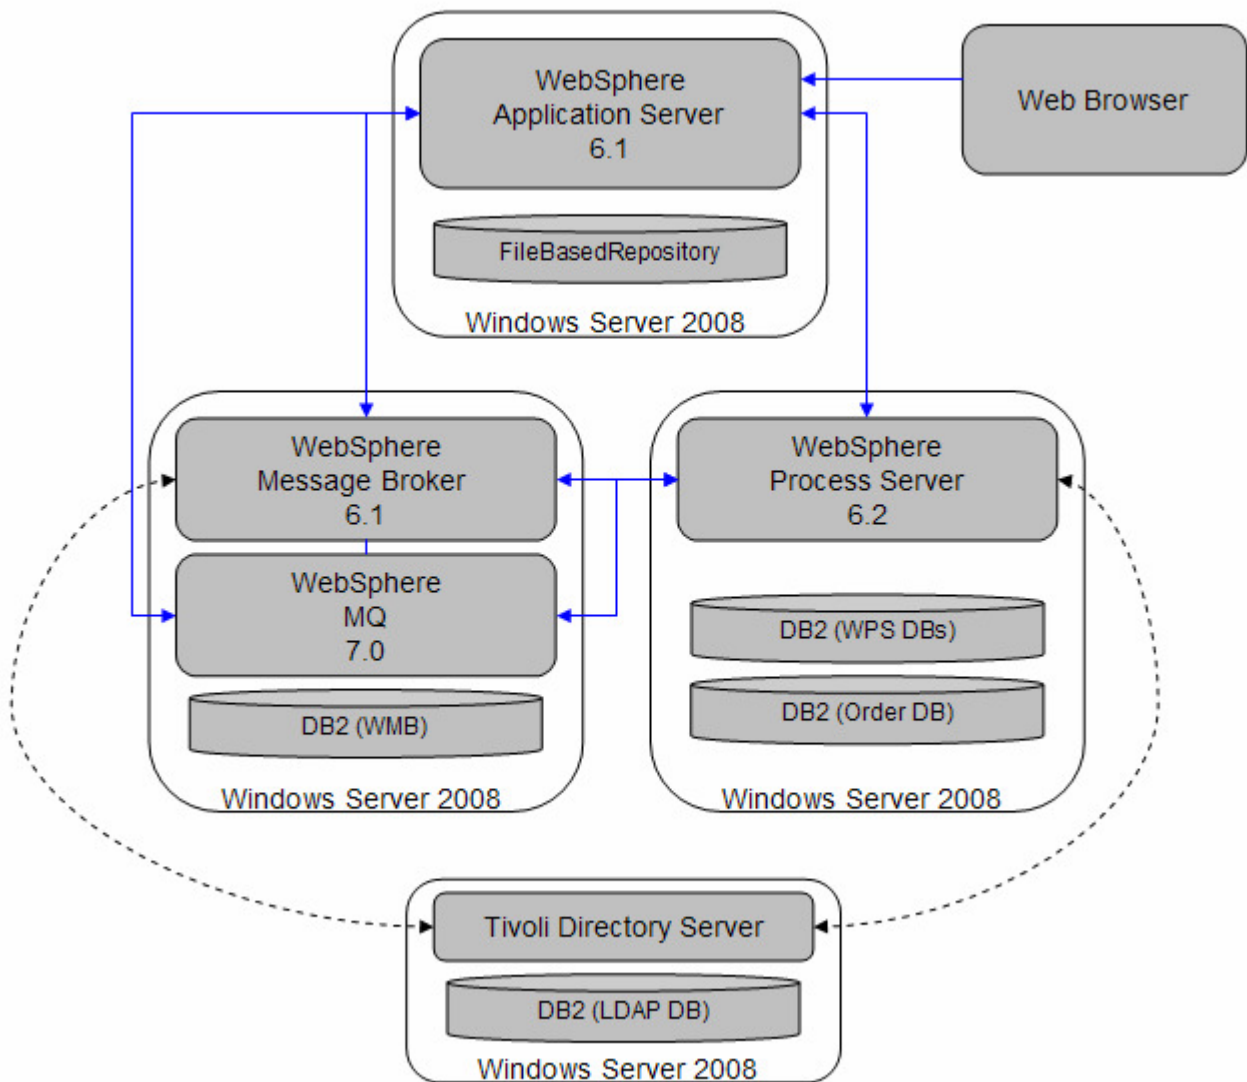 WebSphere
Application Server
6.1
Web Browser
FileBasedRepository
Windows Server 2008
WebSphere
Message Broker
6.1
WebSphere
MQ
7.0
DB2 (WMB)
Windows Server 2008
WebSphere
Process Server
6.2
DB2 (WPS DBs)
DB2 (Order DB)
Windows Server 2008
Tivoli Directory Server
DB2 (LDAP DB)
Windows Server 2008